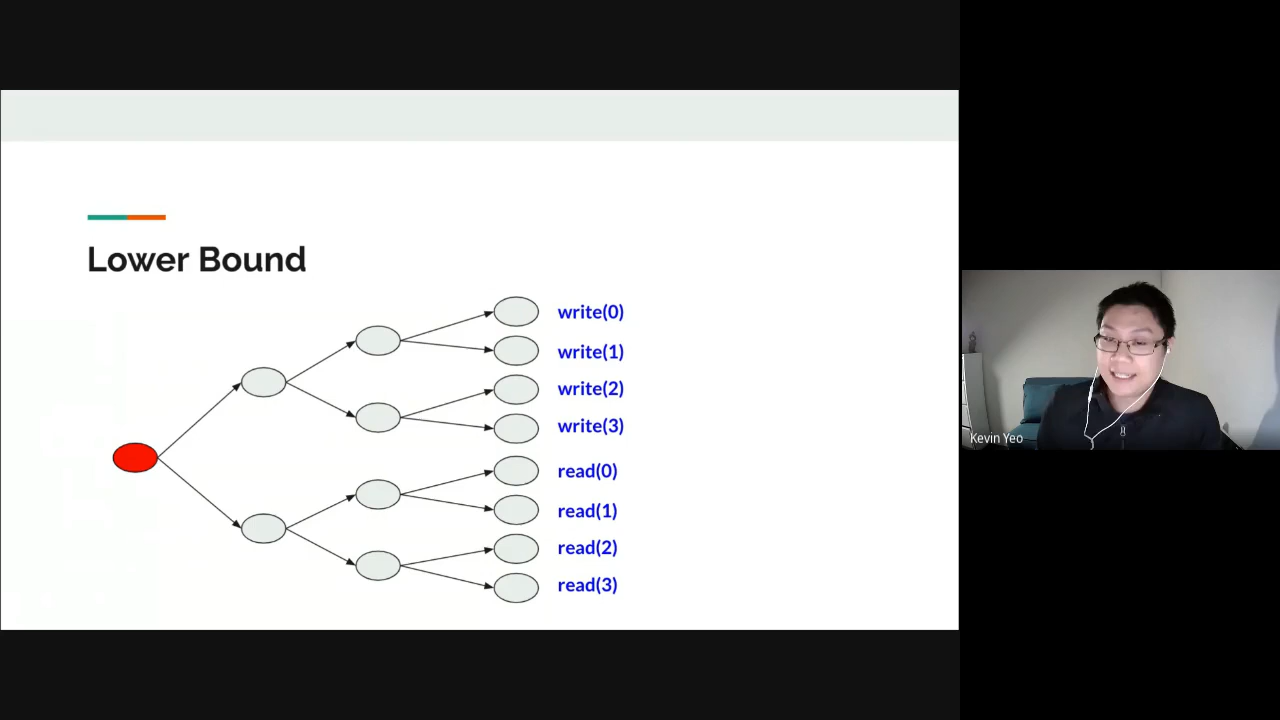 Lower Bound
write(0)
write(1)
write(2)
write(3)
read(0)
read(1)
read(2)
read(3)
Kevin Yeo